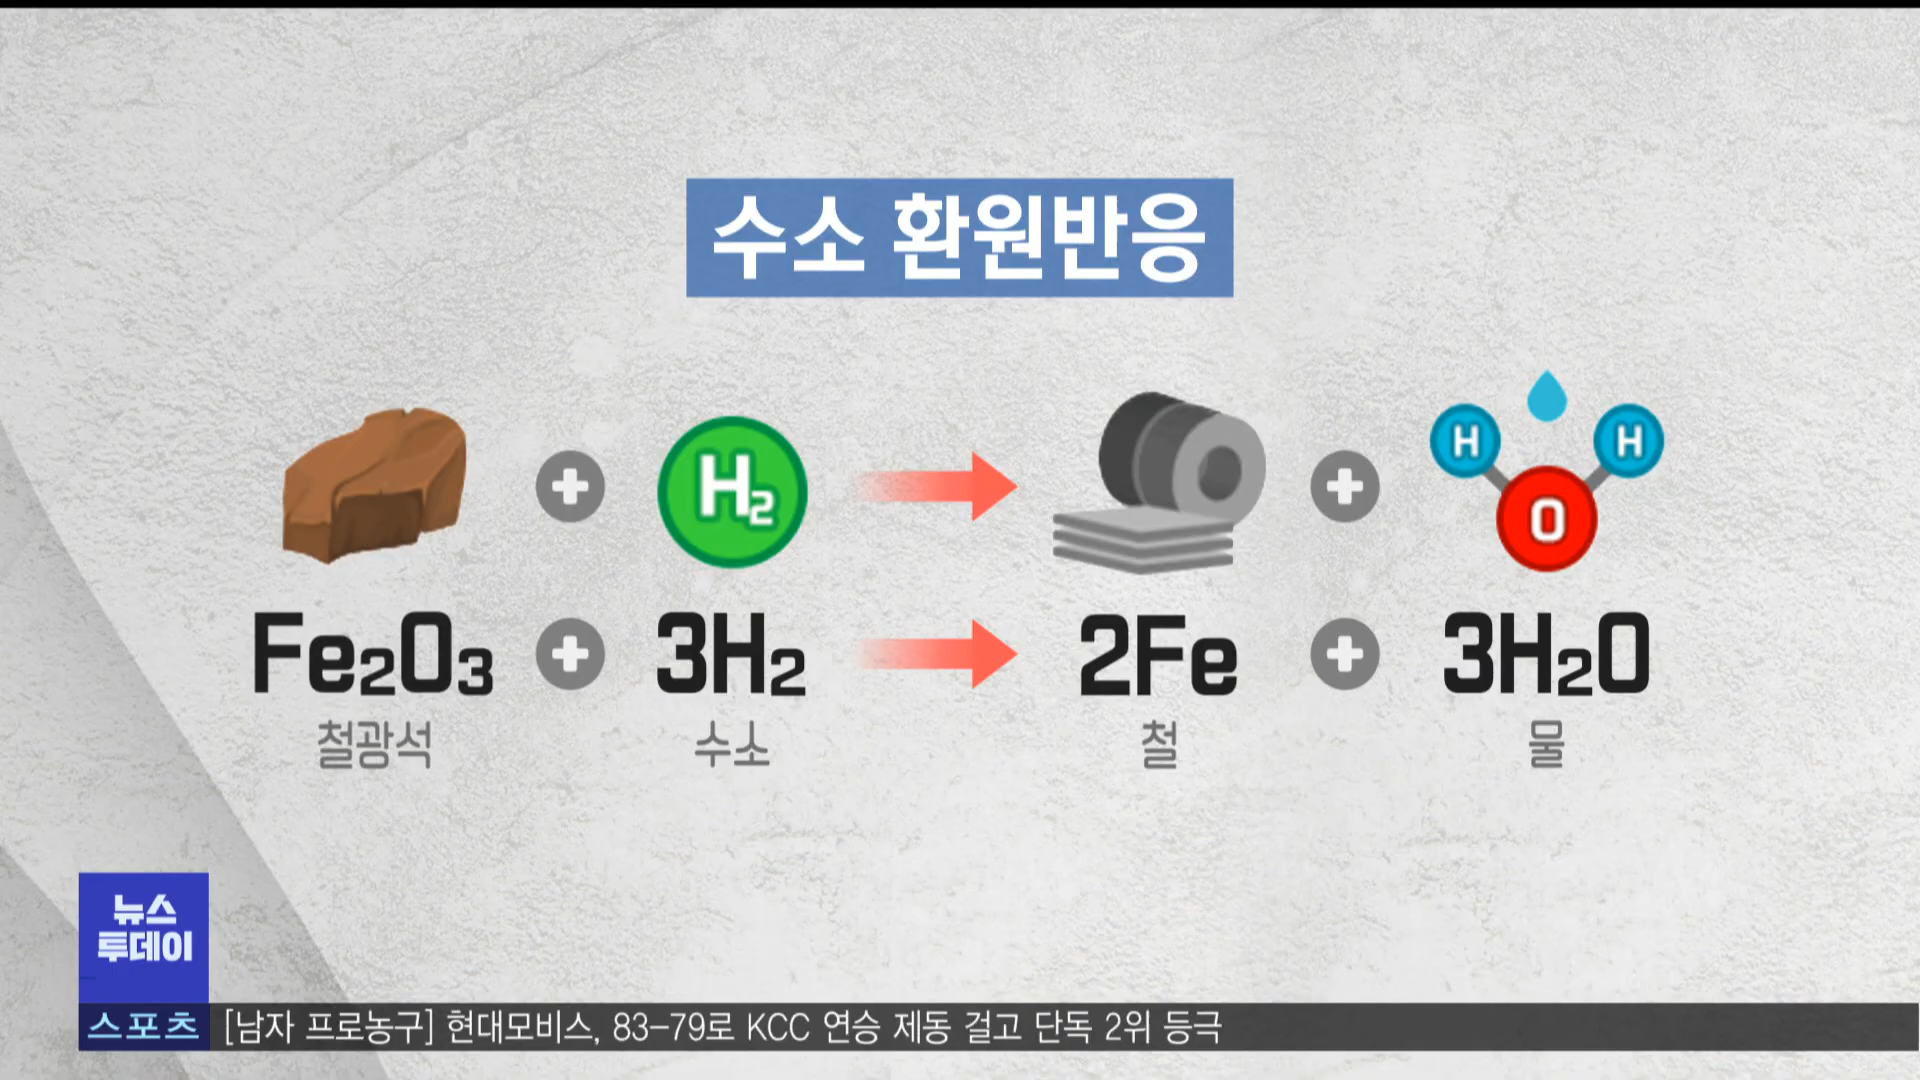 수소 환원반응
H₂
H H
O
Fe₂O₃ + 3H₂ → 2Fe + 3H₂O
철광석 수소 철 물
뉴스
투데이
스포츠 [남자 프로농구] 현대모비스, 83-79로 KCC 연승 제동 걸고 단독 2위 등극